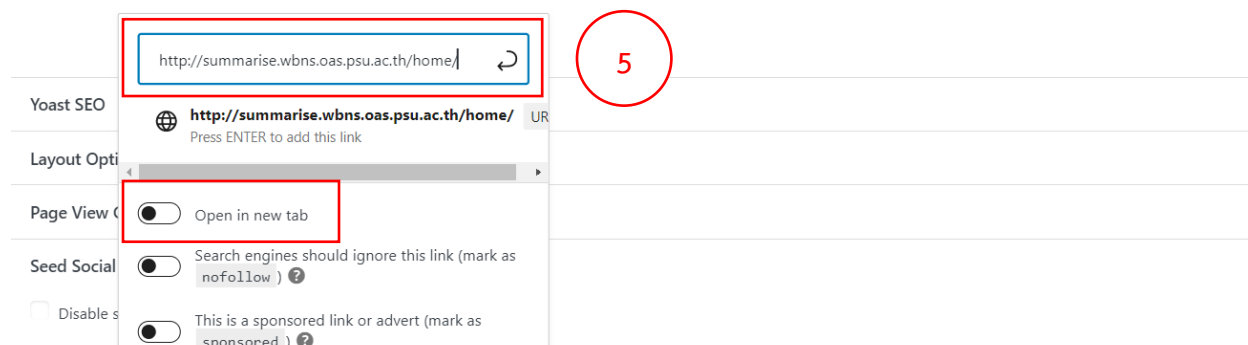 http://summarise.wbns.oas.psu.ac.th/home/
5
Yoast SEO
http://summarise.wbns.oas.psu.ac.th/home/ UR
Press ENTER to add this link
Layout Opti
Page View
Open in new tab
Seed Social
Search engines should ignore this link (mark as
nofollow ) ?
Disable s
This is a sponsored link or advert (mark as
sponsored ) ?